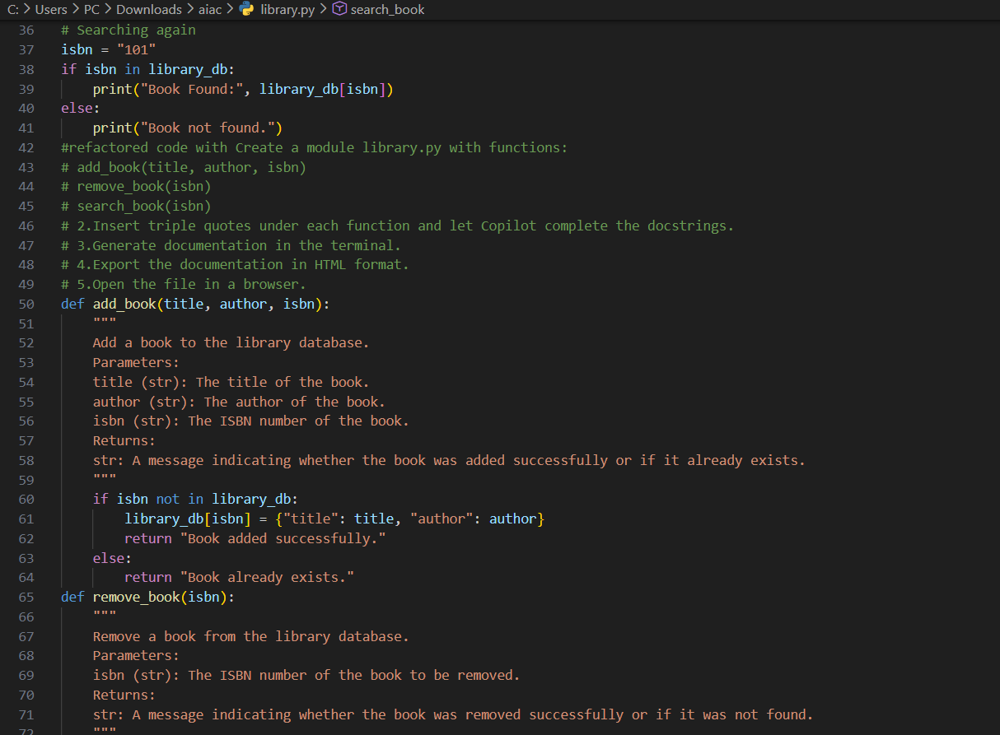 C: > Users > PC > Downloads > aiac > library.py > search_book
36 # Searching again
37 isbn = "101"
38 if isbn in library_db:
39     print("Book Found:", library_db[isbn])
40 else:
41     print("Book not found.")
42 #refactored code with Create a module library.py with functions:
43 # add_book(title, author, isbn)
44 # remove_book(isbn)
45 # search_book(isbn)
46 # 2.Insert triple quotes under each function and let Copilot complete the docstrings.
47 # 3.Generate documentation in the terminal.
48 # 4.Export the documentation in HTML format.
49 # 5.Open the file in a browser.
50 def add_book(title, author, isbn):
51     """
52     Add a book to the library database.
53     Parameters:
54     title (str): The title of the book.
55     author (str): The author of the book.
56     isbn (str): The ISBN number of the book.
57     Returns:
58     str: A message indicating whether the book was added successfully or if it already exists.
59     """
60     if isbn not in library_db:
61         library_db[isbn] = {"title": title, "author": author}
62         return "Book added successfully."
63     else:
64         return "Book already exists."
65 def remove_book(isbn):
66     """
67     Remove a book from the library database.
68     Parameters:
69     isbn (str): The ISBN number of the book to be removed.
70     Returns:
71     str: A message indicating whether the book was removed successfully or if it was not found.
72     """